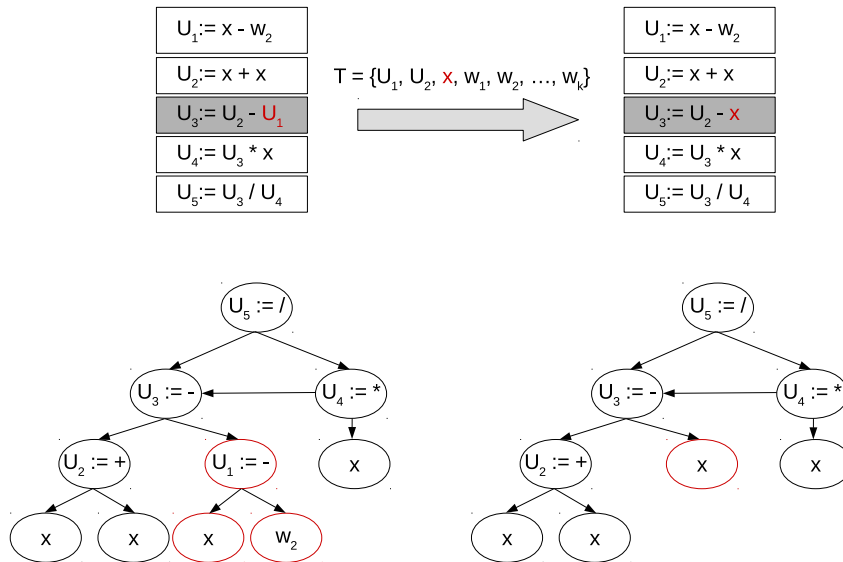 U₁:= x - w₂
U₂:= x + x
U₃:= U₂ - U₁
U₄:= U₃ * x
U₅:= U₃ / U₄
T = {U₁, U₂, x, w₁, w₂, ..., wₖ}
U₁:= x - w₂
U₂:= x + x
U₃:= U₂ - x
U₄:= U₃ * x
U₅:= U₃ / U₄
U₅ := /
U₃ := -
U₄ := *
U₂ := +
U₁ := -
x
x
x
x
w₂
U₅ := /
U₃ := -
U₄ := *
U₂ := +
x
x
x
x